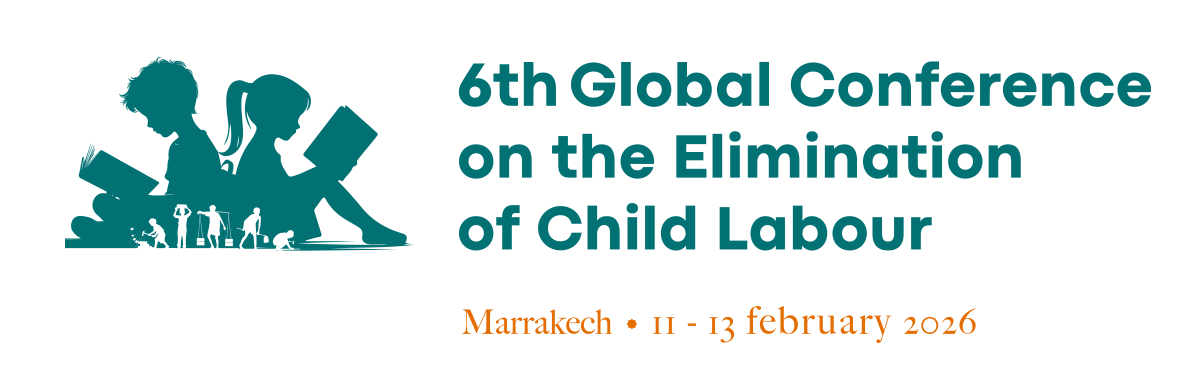 6th Global Conference
on the Elimination
of Child Labour
Marrakech • 11 - 13 february 2026